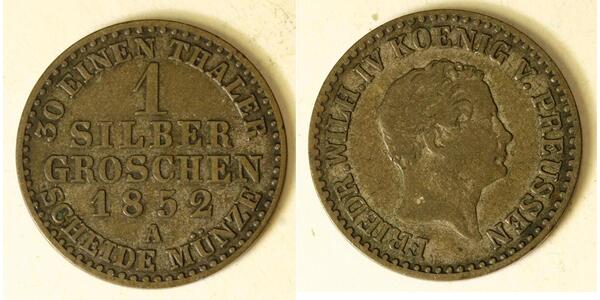 30 EINEN THALER
1
SILBER
GROSCHEN
1852
A
SCHEIDE MÜNZE
FRIEDR. WILH. IV KOENIG V. PREUSSEN